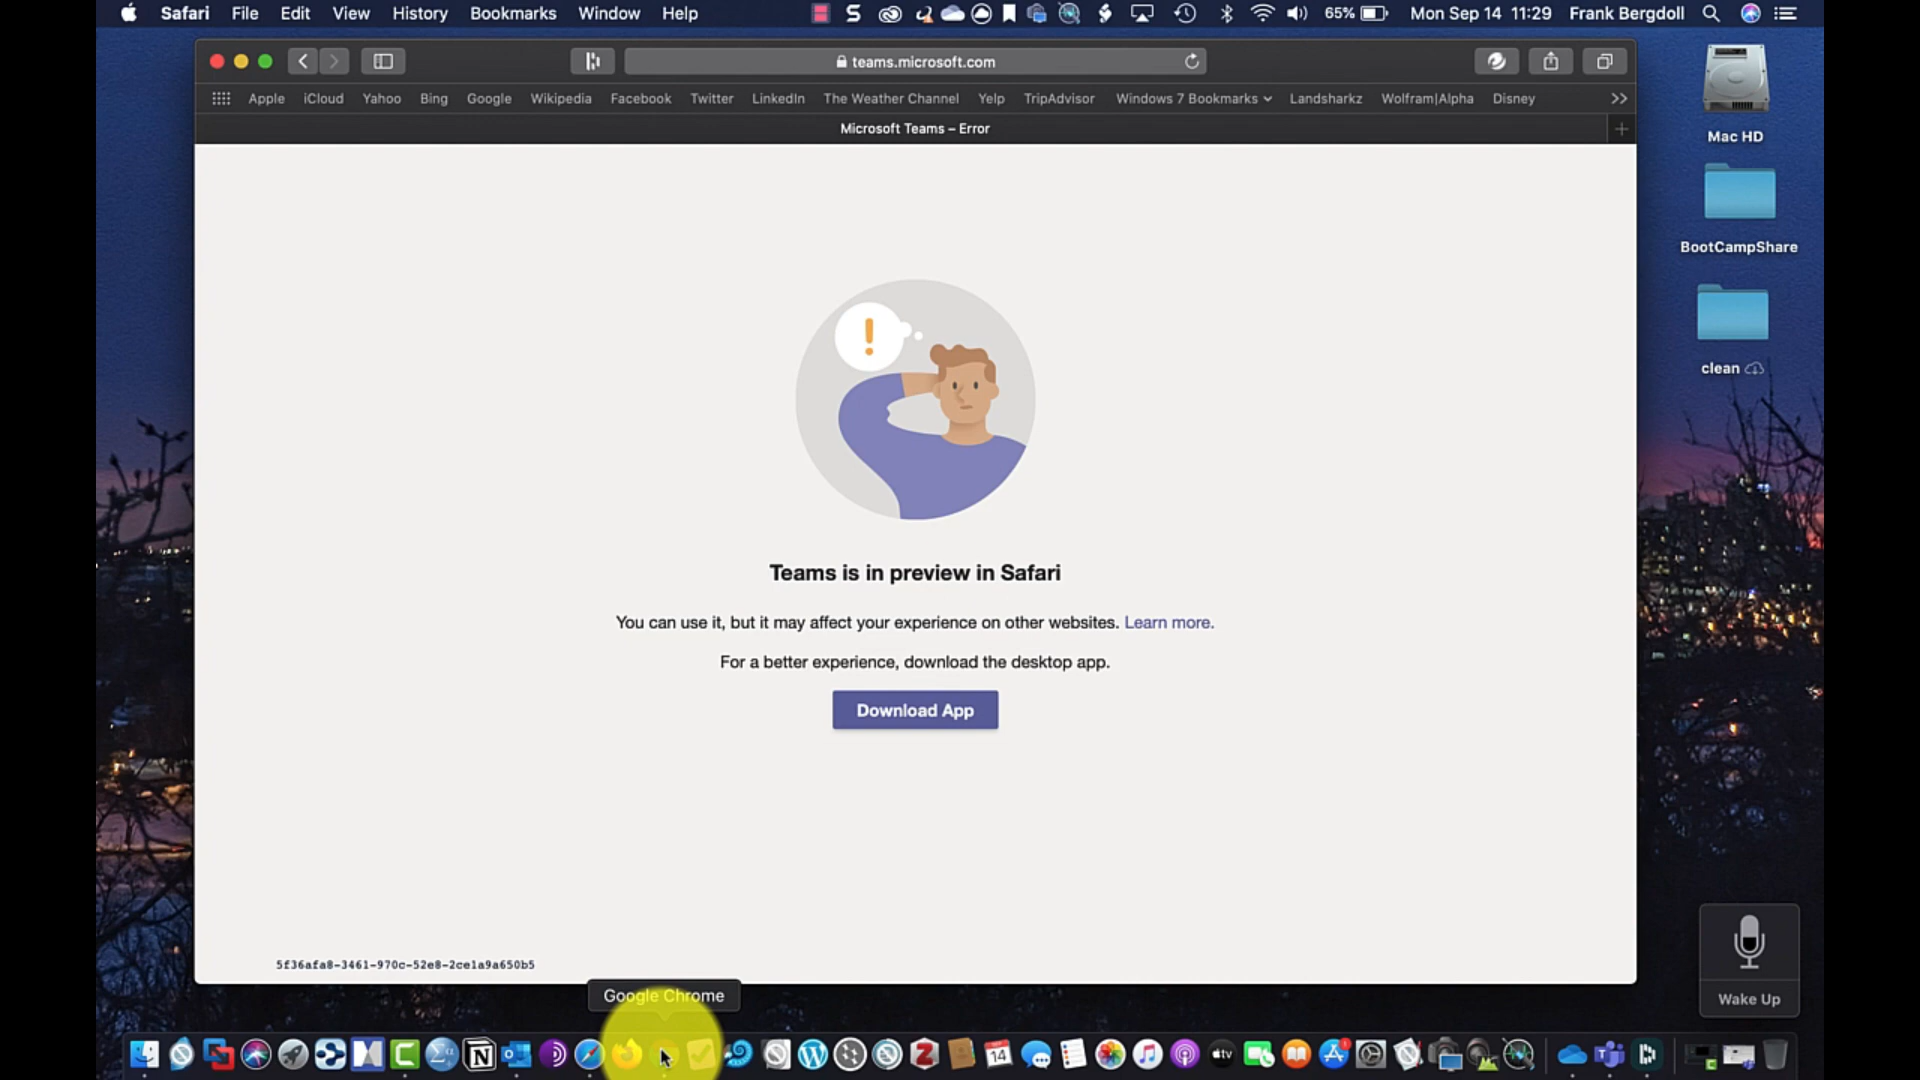 Safari File Edit View History Bookmarks Window Help 65% Mon Sep 14 11:29 Frank Bergdoll
teams.microsoft.com
Apple iCloud Yahoo Bing Google Wikipedia Facebook Twitter LinkedIn The Weather Channel Yelp TripAdvisor Windows 7 Bookmarks Landsharkz Wolfram|Alpha Disney
Microsoft Teams – Error
Mac HD
BootCampShare
clean
!
Teams is in preview in Safari
You can use it, but it may affect your experience on other websites. Learn more.
For a better experience, download the desktop app.
Download App
5f36afa8-3461-970c-52e8-2ce1a9a650b5
Google Chrome
Wake Up
14
tv